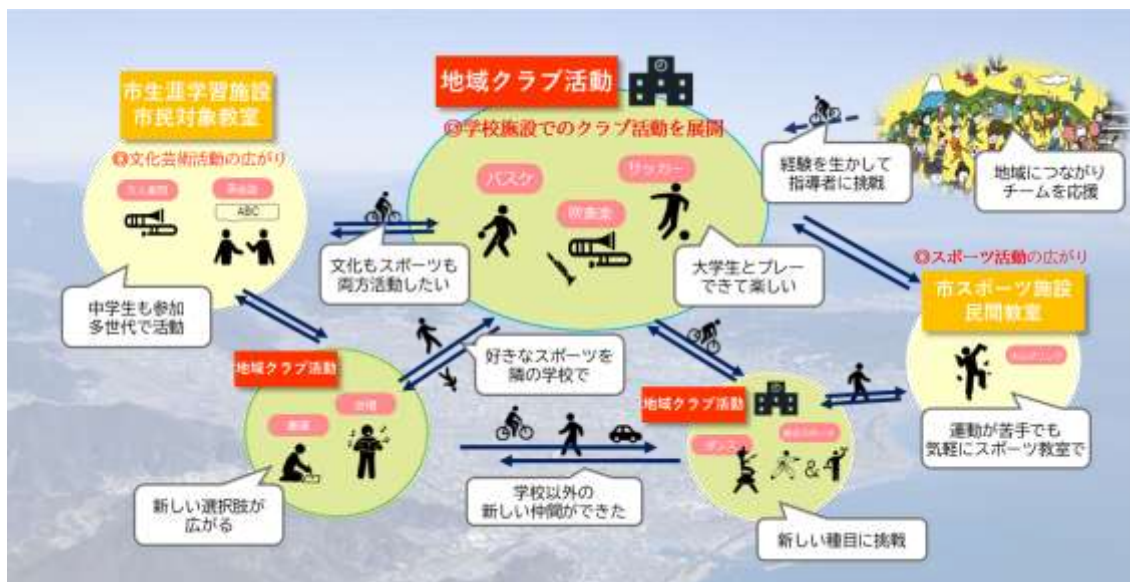 地域クラブ活動
◎学校施設でのクラブ活動を展開
バスケ
サッカー
吹奏楽
市生涯学習施設
市民対象教室
文化芸術活動の広がり
英会話
ABC
中学生も参加
多世代で活動
文化もスポーツも
両方活動したい
大学生とプレー
できて楽しい
経験を生かして
指導者に挑戦
地域につながり
チームを応援
◎スポーツ活動の広がり
市スポーツ施設
民間教室
運動が苦手でも
気軽にスポーツ教室で
地域クラブ活動
合唱
新しい選択肢が
広がる
好きなスポーツを
隣の学校で
学校以外の
新しい仲間ができた
地域クラブ活動
ダンス
&
新しい種目に挑戦